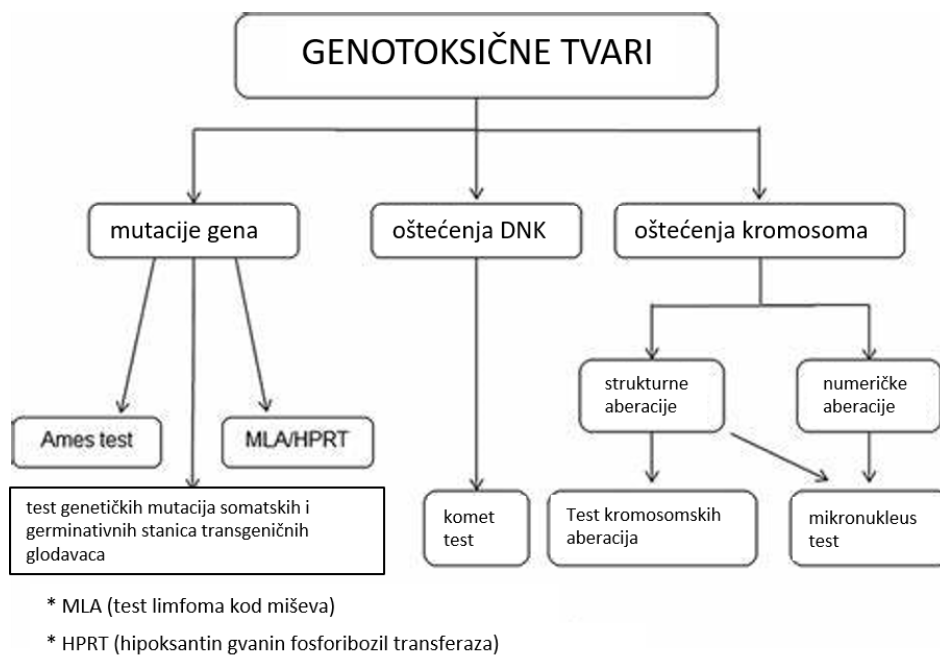 GENOTOKSIČNE TVARI
mutacije gena
oštećenja DNK
oštećenja kromosoma
strukturne
aberacije
numeričke
aberacije
Ames test
MLA/HPRT
test genetičkih mutacija somatskih i
germinativnih stanica transgeničnih
glodavaca
komet
test
Test kromosomskih
aberacija
mikronukleus
test
* MLA (test limfoma kod miševa)
* HPRT (hipoksantin gvanin fosforibozil transferaza)